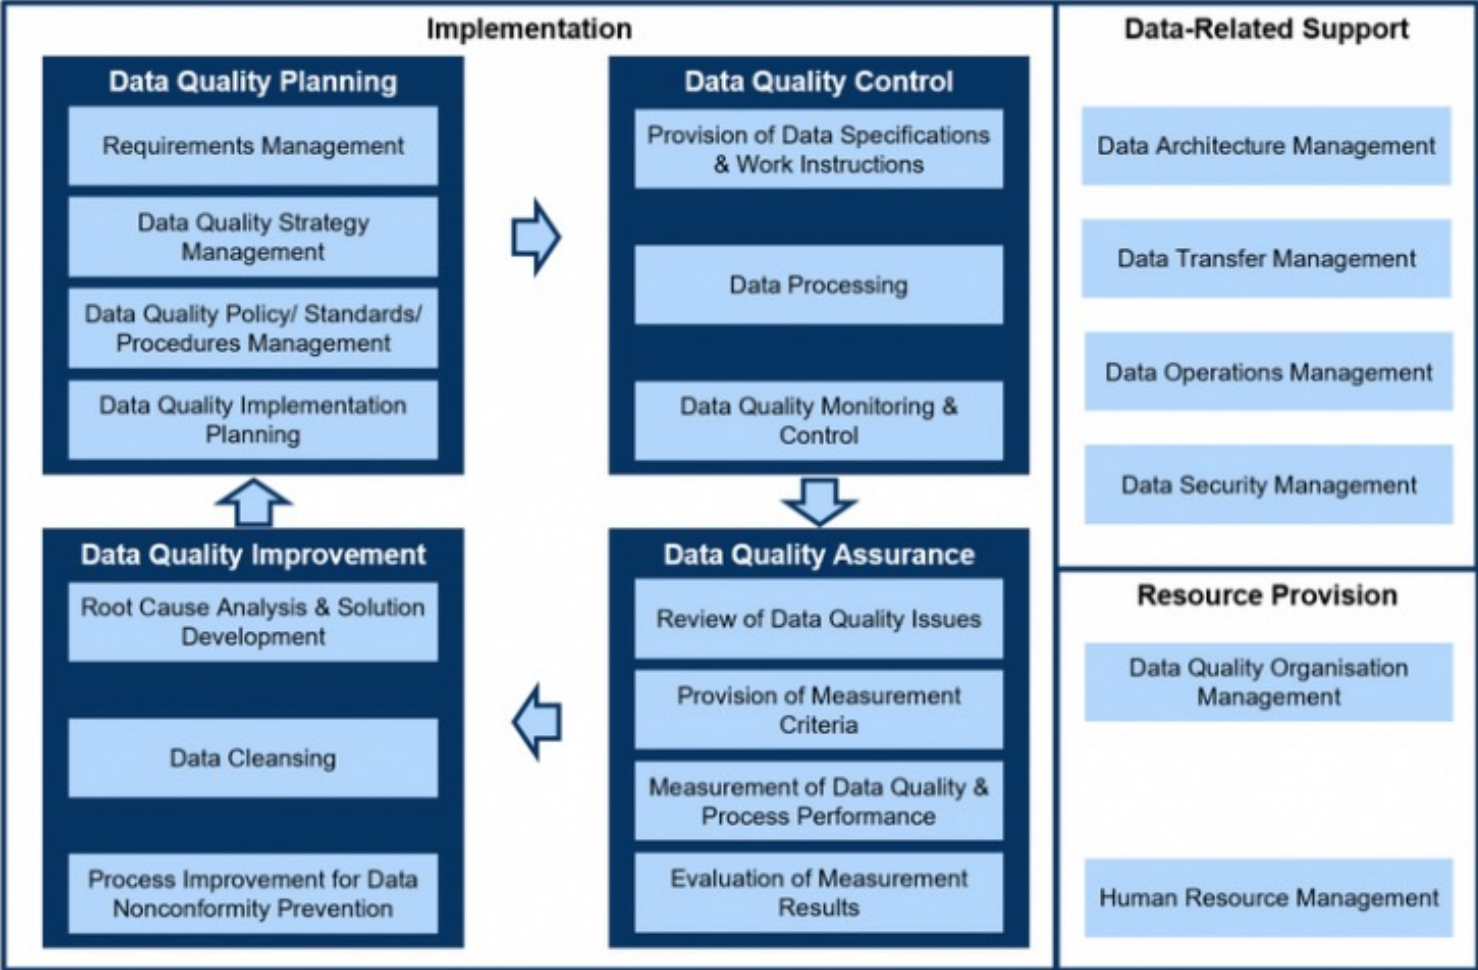 Implementation
Data Quality Planning
Requirements Management
Data Quality Strategy
Management
Data Quality Policy/ Standards/
Procedures Management
Data Quality Implementation
Planning
Data Quality Control
Provision of Data Specifications
& Work Instructions
Data Processing
Data Quality Monitoring &
Control
Data Quality Improvement
Root Cause Analysis & Solution
Development
Data Cleansing
Process Improvement for Data
Nonconformity Prevention
Data Quality Assurance
Review of Data Quality Issues
Provision of Measurement
Criteria
Measurement of Data Quality &
Process Performance
Evaluation of Measurement
Results
Data-Related Support
Data Architecture Management
Data Transfer Management
Data Operations Management
Data Security Management
Resource Provision
Data Quality Organisation
Management
Human Resource Management